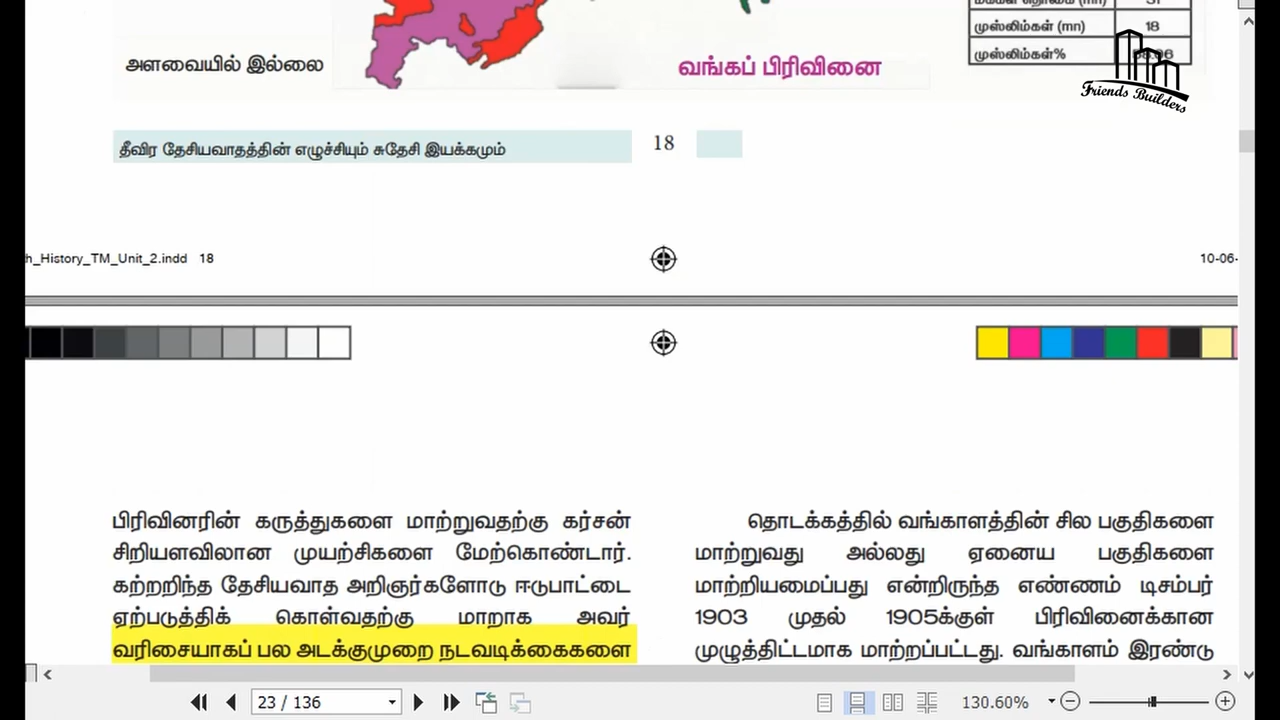 முஸ்லிம்கள் (mn) 18
முஸ்லிம்கள்%
Friends Builders
அளவையில் இல்லை
வங்கப் பிரிவினை
தீவிர தேசியவாதத்தின் எழுச்சியும் சுதேசி இயக்கமும் 18
h_History_TM_Unit_2.indd 18
10-06-
பிரிவினரின் கருத்துகளை மாற்றுவதற்கு கர்சன்
சிறியளவிலான முயற்சிகளை மேற்கொண்டார்.
கற்றறிந்த தேசியவாத அறிஞர்களோடு ஈடுபாட்டை
ஏற்படுத்திக் கொள்வதற்கு மாறாக அவர்
வரிசையாகப் பல அடக்குமுறை நடவடிக்கைகளை
தொடக்கத்தில் வங்காளத்தின் சில பகுதிகளை
மாற்றுவது அல்லது ஏனைய பகுதிகளை
மாற்றியமைப்பது என்றிருந்த எண்ணம் டிசம்பர்
1903 முதல் 1905க்குள் பிரிவினைக்கான
முழுத்திட்டமாக மாற்றப்பட்டது. வங்காளம் இரண்டு
23 / 136
130.60%